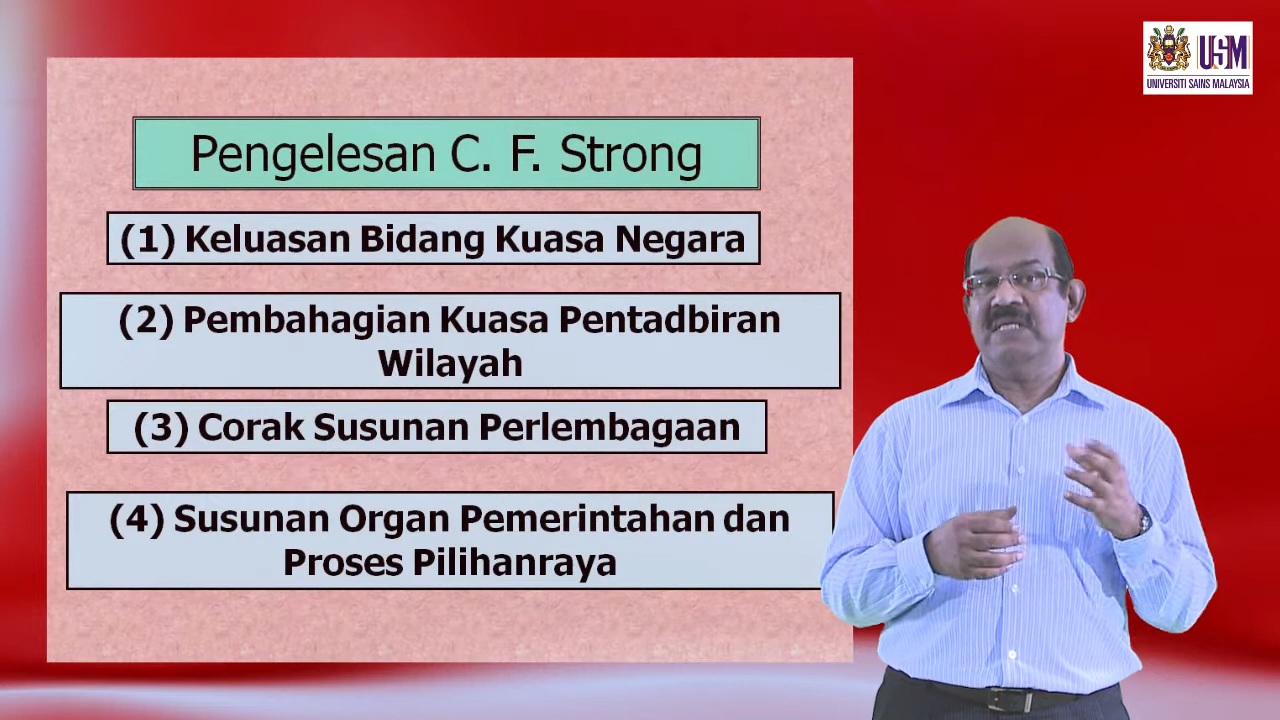 USM
UNIVERSITI SAINS MALAYSIA
Pengelesan C. F. Strong
(1) Keluasan Bidang Kuasa Negara
(2) Pembahagian Kuasa Pentadbiran
Wilayah
(3) Corak Susunan Perlembagaan
(4) Susunan Organ Pemerintahan dan
Proses Pilihanraya